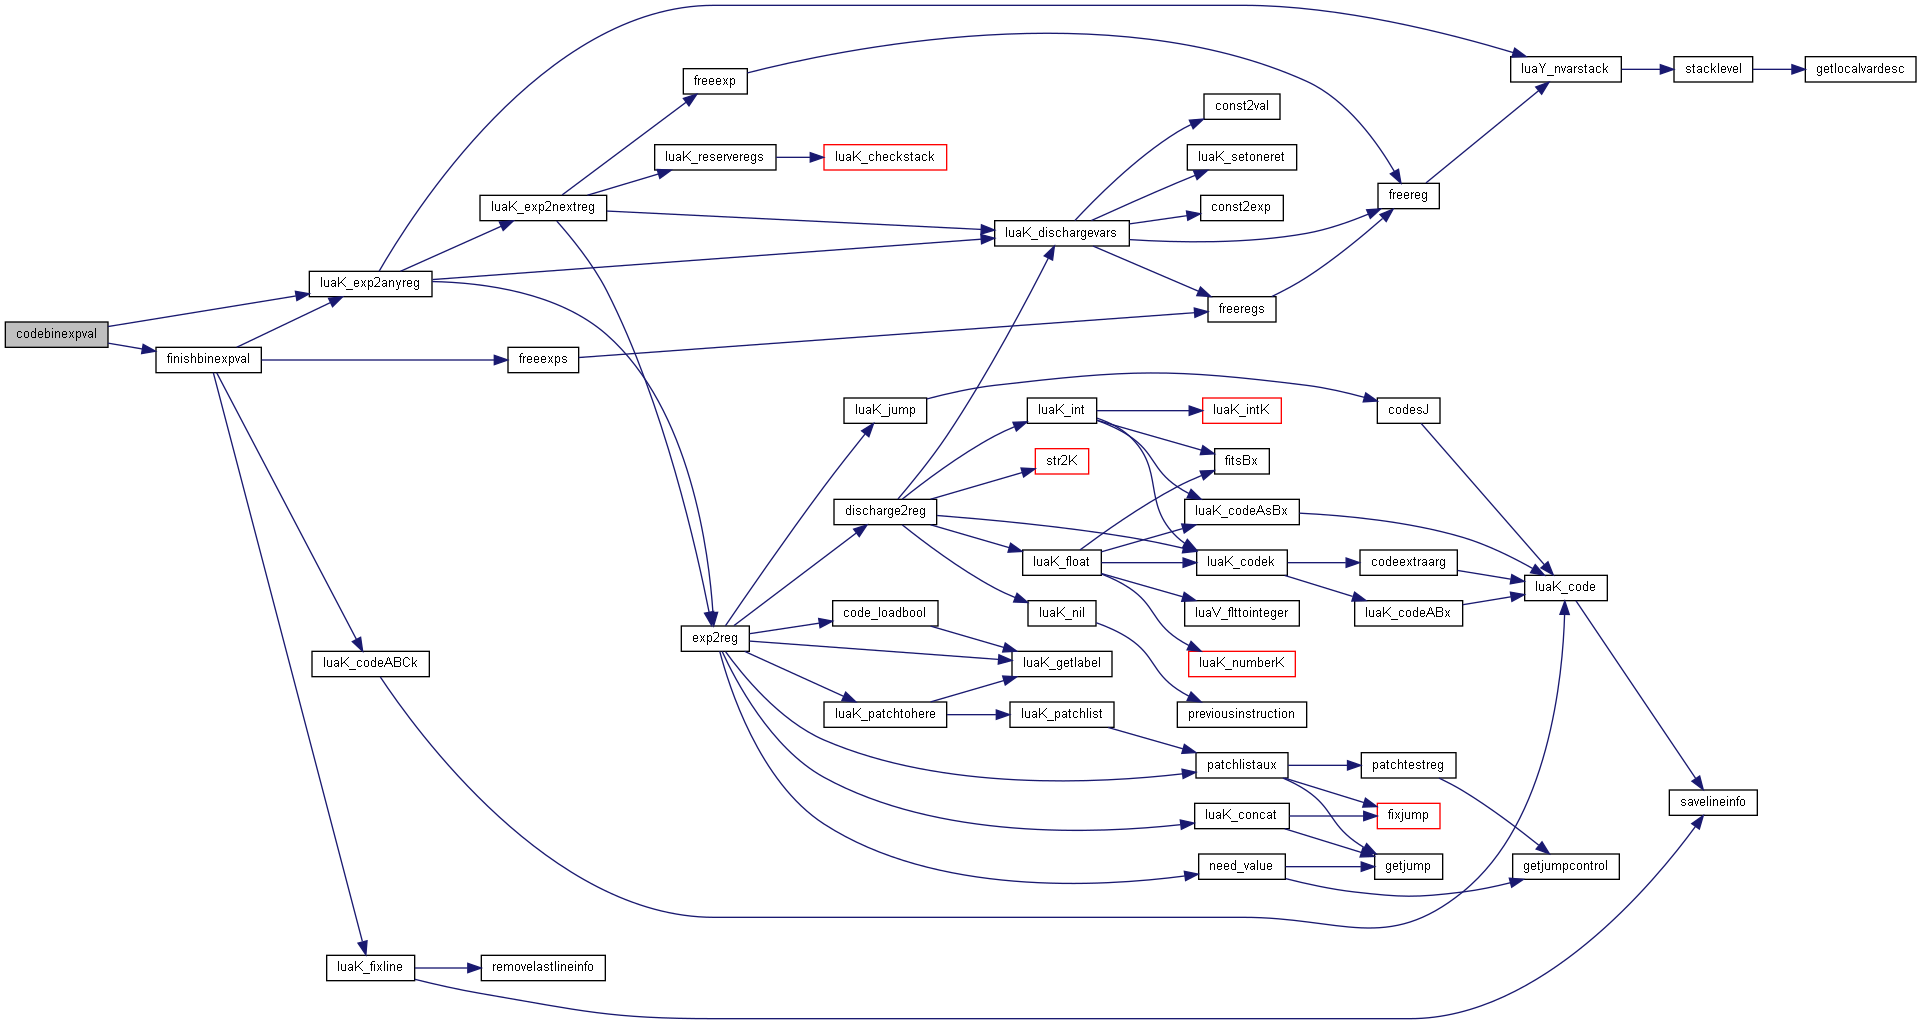 luaY_nvarstack
stacklevel
getlocalvardesc
freeexp
const2val
luaK_reserveregs
luaK_checkstack
luaK_setoneret
freereg
luaK_exp2nextreg
const2exp
luaK_dischargevars
luaK_exp2anyreg
freeregs
codebinexpval
finishbinexpval
freeexps
luaK_jump
luaK_int
luaK_intK
codesJ
str2K
fitsBx
discharge2reg
luaK_codeAsBx
luaK_float
luaK_codek
codeextraarg
luaK_code
code_loadbool
luaK_nil
luaV_flttointeger
luaK_codeABx
exp2reg
luaK_codeABCk
luaK_getlabel
luaK_numberK
luaK_patchtohere
luaK_patchlist
previousinstruction
patchlistaux
patchtestreg
savelineinfo
luaK_concat
fixjump
need_value
getjump
getjumpcontrol
luaK_fixline
removelastlineinfo